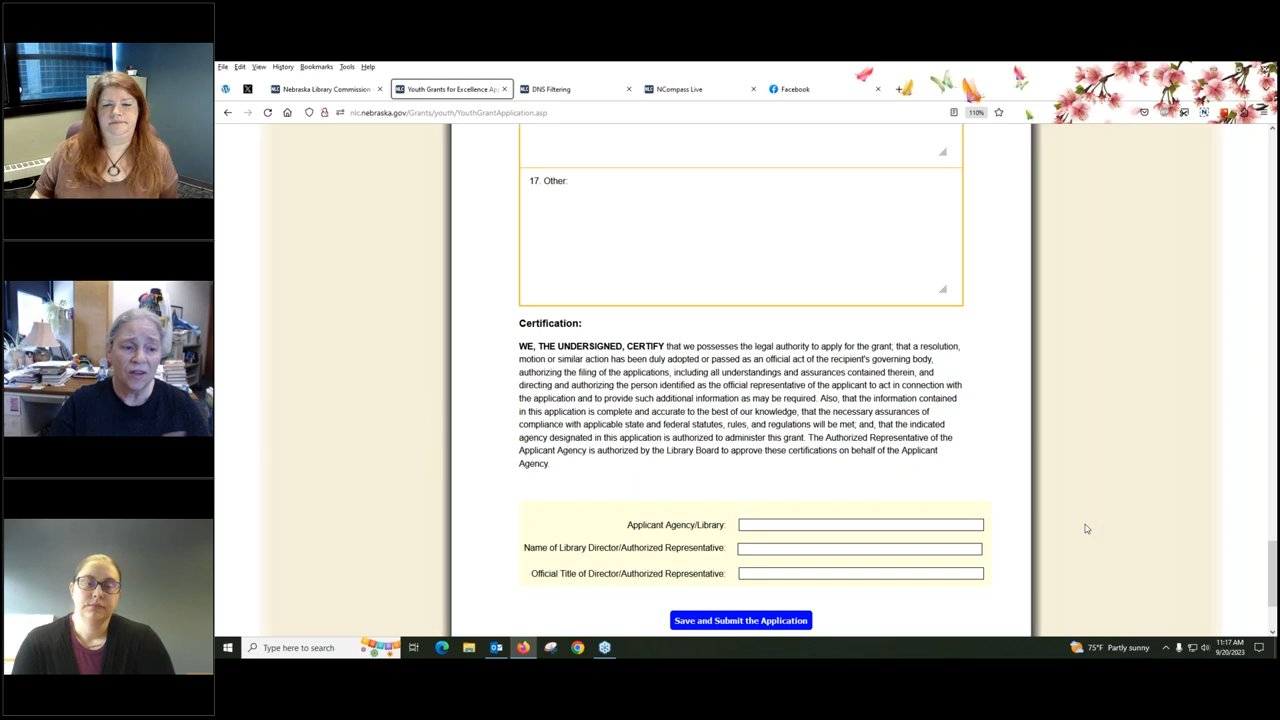 File Edit View History Bookmarks Tools Help
Nebraska Library Commission -
Youth Grants for Excellence Ap
DNS Filtering
NCompass Live
Facebook
nlc.nebraska.gov/Grants/youth/YouthGrantApplication.asp
110%
17. Other:
Certification:
WE, THE UNDERSIGNED, CERTIFY that we possesses the legal authority to apply for the grant; that a resolution,
motion or similar action has been duly adopted or passed as an official act of the recipient's governing body,
authorizing the filing of the applications, including all understandings and assurances contained therein, and
directing and authorizing the person identified as the official representative of the applicant to act in connection with
the application and to provide such additional information as may be required. Also, that the information contained
in this application is complete and accurate to the best of our knowledge, that the necessary assurances of
compliance with applicable state and federal statutes, rules, and regulations will be met; and, that the indicated
agency designated in this application is authorized to administer this grant. The Authorized Representative of the
Applicant Agency is authorized by the Library Board to approve these certifications on behalf of the Applicant
Agency.
Applicant Agency/Library:
Name of Library Director/Authorized Representative:
Official Title of Director/Authorized Representative:
Save and Submit the Application
Type here to search
75°F Partly sunny
11:17 AM
9/20/2023